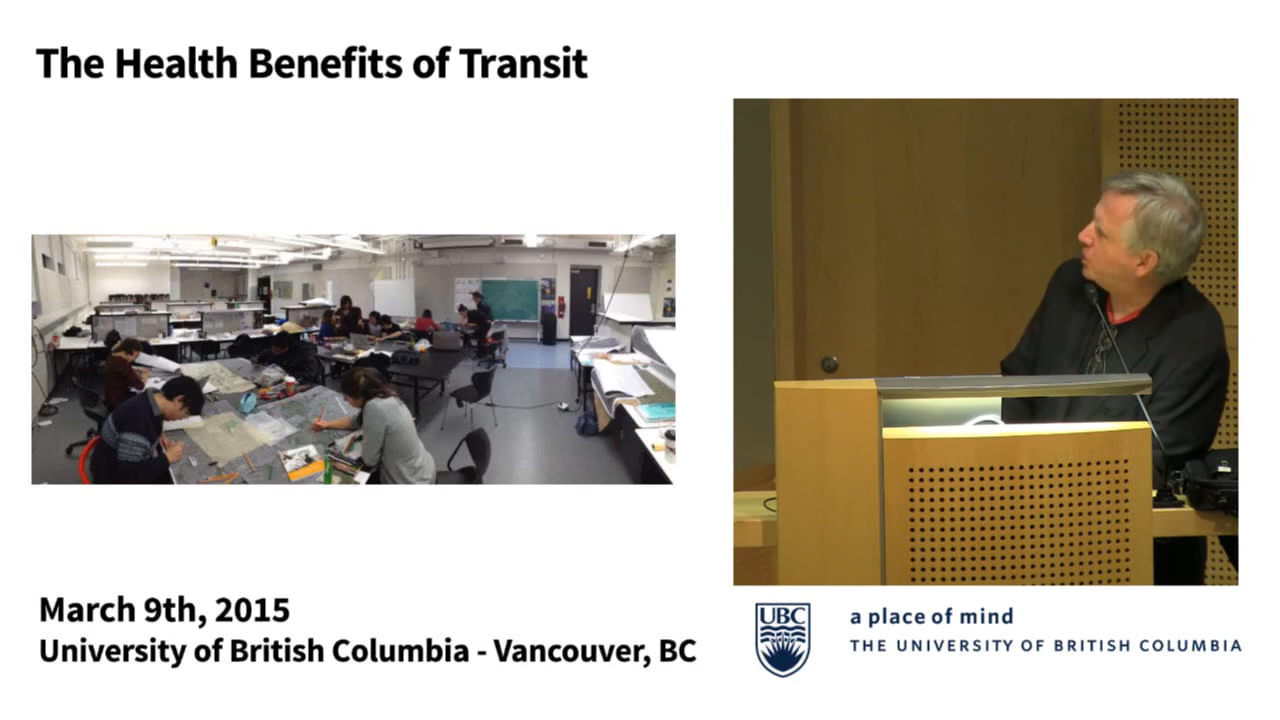 The Health Benefits of Transit
March 9th, 2015
University of British Columbia - Vancouver, BC
UBC
a place of mind
THE UNIVERSITY OF BRITISH COLUMBIA